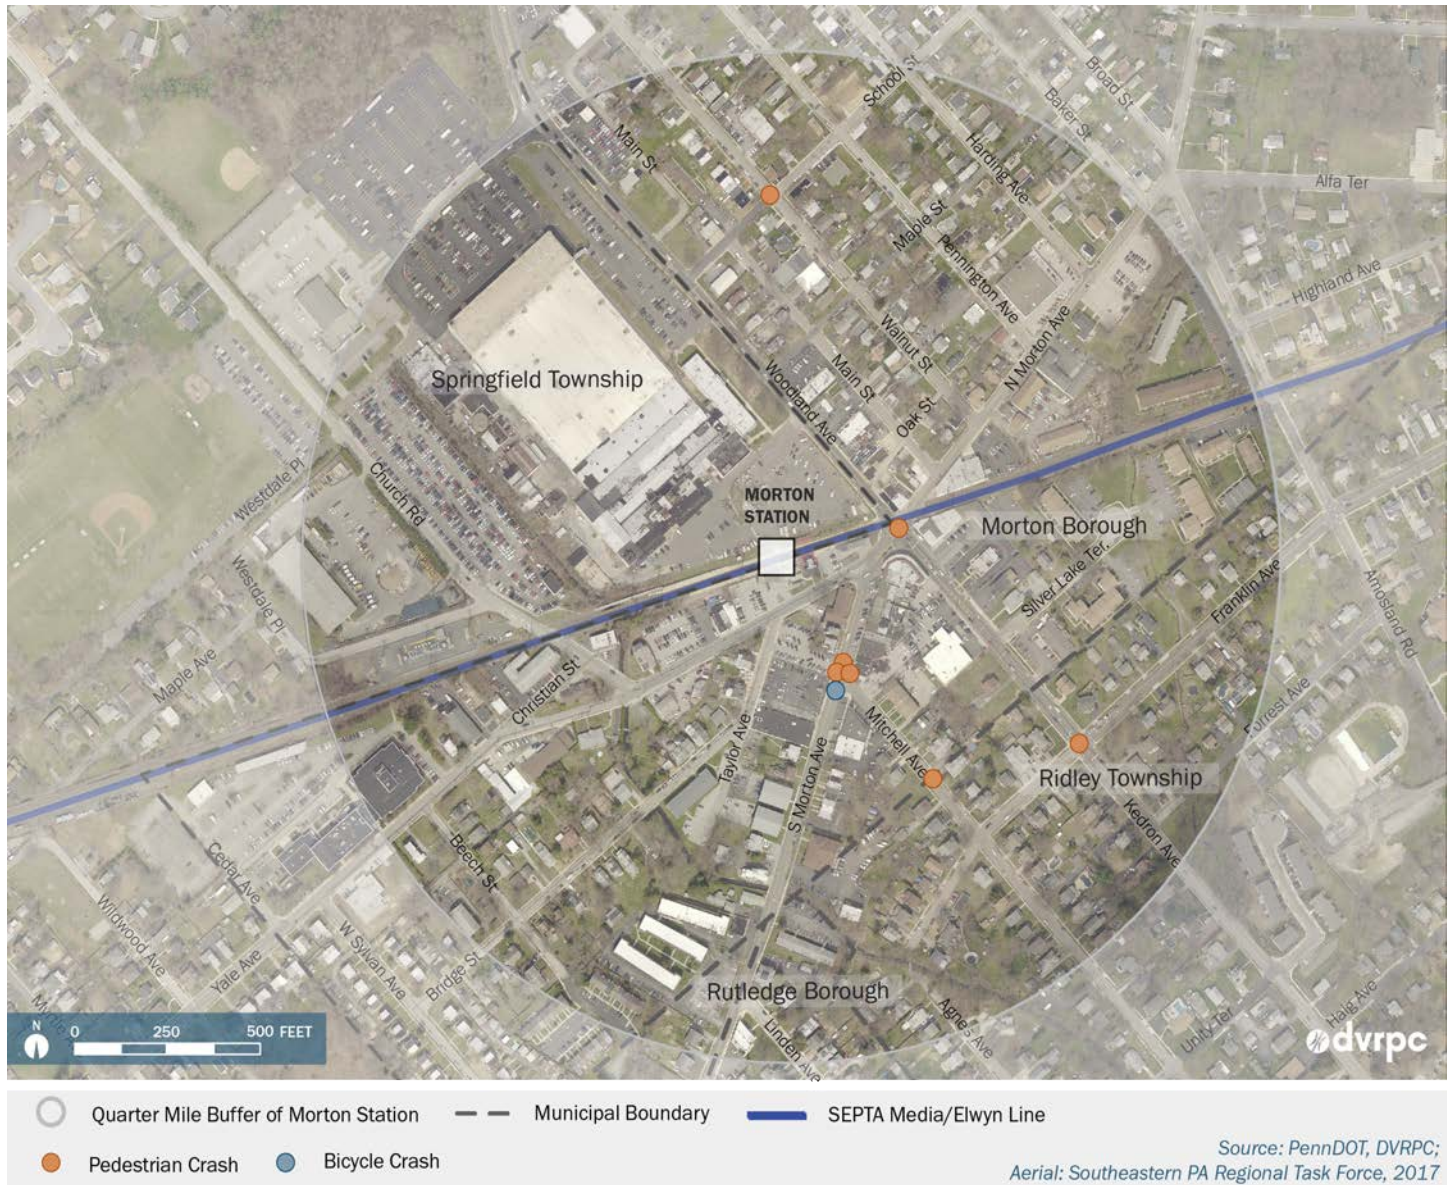 School St
Broad St
Baker St
Main St
Harding Ave
Alfa Ter
Maple St
Pennington Ave
Highland Ave
Walnut St
N Morton Ave
Main St
Woodland Ave
Springfield Township
Oak St
Westdale Pl
Church Rd
MORTON
STATION
Morton Borough
Silver Lake Ter.
Franklin Ave
Westdale Pl
Amosland Rd
Maple Ave
Christian St
Forrest Ave
Taylor Ave
Mitchell Ave
S Morton Ave
Ridley Township
Kedron Ave
Beech St
Cedar Ave
Wildwood Ave
W Sylvan Ave
Yale Ave
Bridge St
Rutledge Borough
Agnes Ave
Linden Ave
Unity Ter
Haig Ave
N
0 250 500 FEET
dvrpc
Quarter Mile Buffer of Morton Station
Municipal Boundary
SEPTA Media/Elwyn Line
Pedestrian Crash
Bicycle Crash
Source: PennDOT, DVRPC;
Aerial: Southeastern PA Regional Task Force, 2017